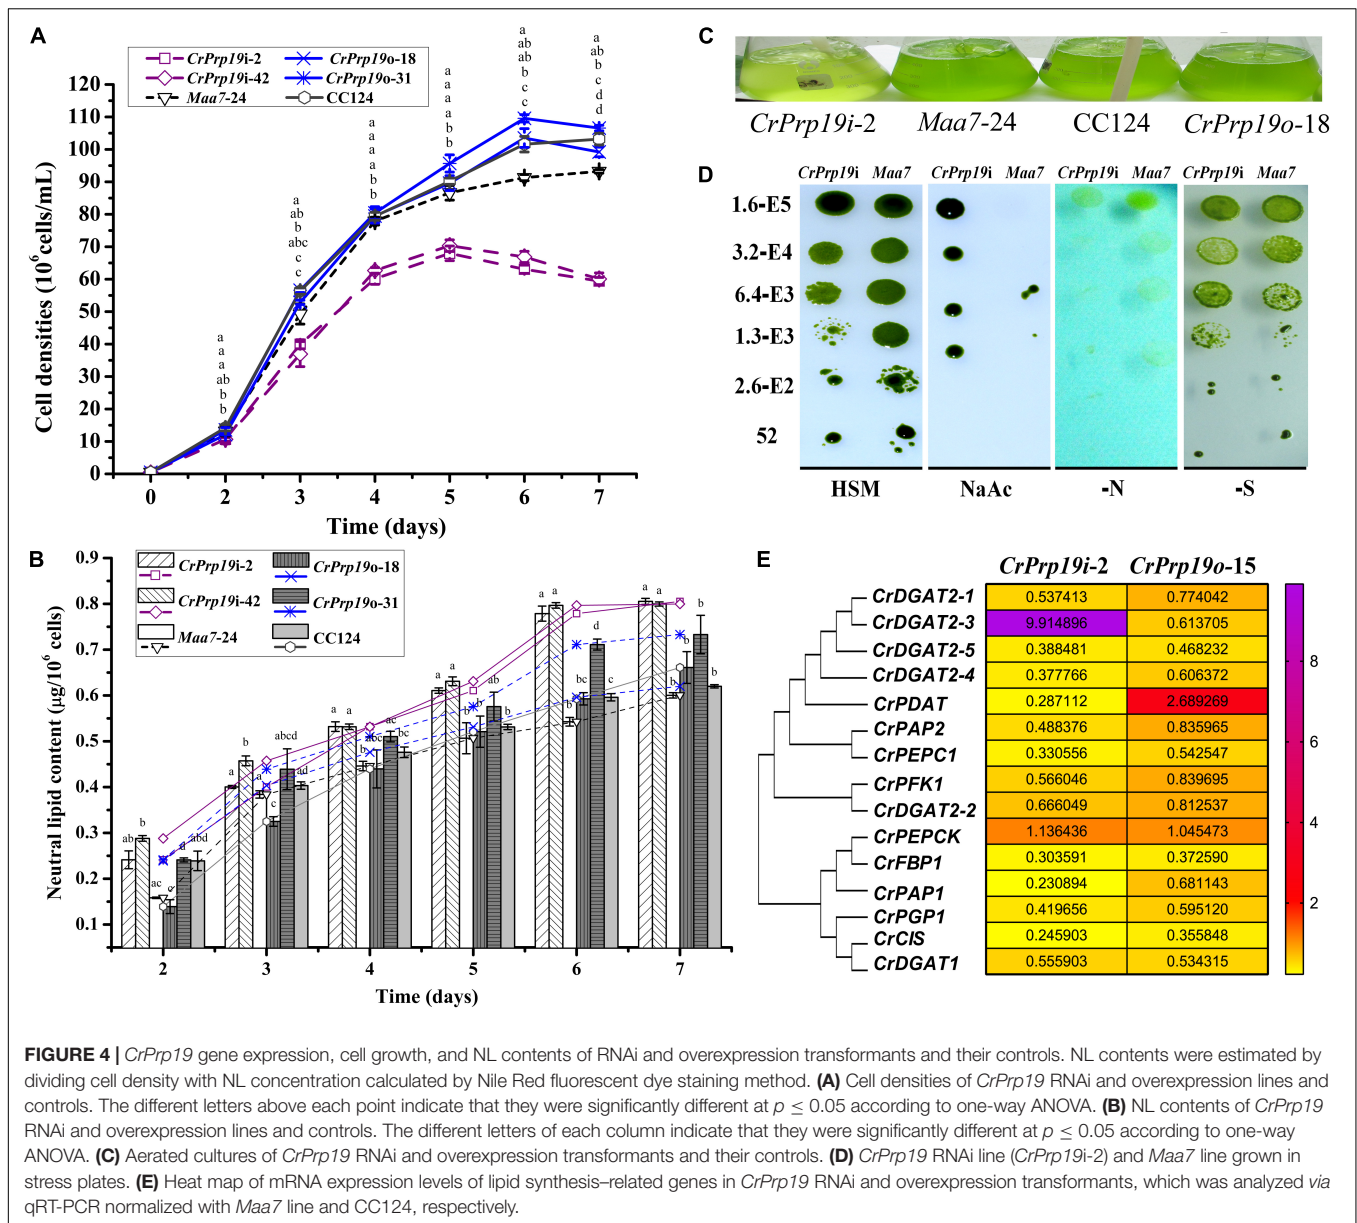 A
CrPrp19i-2
CrPrp19o-18
CrPrp19i-42
CrPrp19o-31
Maa7-24
CC124
Cell densities (10⁶cells/mL)
120
110
100
90
80
70
60
50
40
30
20
10
0
a
a
a
ab
b
b
a
ab
b
abc
c
c
a
a
a
a
b
b
a
a
a
a
b
b
a
ab
ab
b
c
c
a
ab
b
c
d
d
0 2 3 4 5 6 7
Time (days)
B
CrPrp19i-2
CrPrp19o-18
CrPrp19i-42
CrPrp19o-31
Maa7-24
CC124
Neutral lipid content (µg/10⁶ cells)
0.9
0.8
0.7
0.6
0.5
0.4
0.3
0.2
0.1
ab b ac c d abd
a b a c abcd ad
a a b abc ac bc
a a b b ab b
a a b bc d c
a a b b b b
2 3 4 5 6 7
Time (days)
C
CrPrp19i-2 Maa7-24 CC124 CrPrp19o-18
D
CrPrp19i Maa7 CrPrp19i Maa7 CrPrp19i Maa7 CrPrp19i Maa7
1.6-E5
3.2-E4
6.4-E3
1.3-E3
2.6-E2
52
HSM NaAc -N -S
E
CrPrp19i-2 CrPrp19o-15
CrDGAT2-1 0.537413 0.774042
CrDGAT2-3 9.914896 0.613705
CrDGAT2-5 0.388481 0.468232
CrDGAT2-4 0.377766 0.606372
CrPDAT 0.287112 2.689269
CrPAP2 0.488376 0.835965
CrPEPC1 0.330556 0.542547
CrPFK1 0.566046 0.839695
CrDGAT2-2 0.666049 0.812537
CrPEPCK 1.136436 1.045473
CrFBP1 0.303591 0.372590
CrPAP1 0.230894 0.681143
CrPGP1 0.419656 0.595120
CrCIS 0.245903 0.355848
CrDGAT1 0.555903 0.534315
8
6
4
2
FIGURE 4 | CrPrp19 gene expression, cell growth, and NL contents of RNAi and overexpression transformants and their controls. NL contents were estimated by
dividing cell density with NL concentration calculated by Nile Red fluorescent dye staining method. (A) Cell densities of CrPrp19 RNAi and overexpression lines and
controls. The different letters above each point indicate that they were significantly different at p ≤ 0.05 according to one-way ANOVA. (B) NL contents of CrPrp19
RNAi and overexpression lines and controls. The different letters of each column indicate that they were significantly different at p ≤ 0.05 according to one-way
ANOVA. (C) Aerated cultures of CrPrp19 RNAi and overexpression transformants and their controls. (D) CrPrp19 RNAi line (CrPrp19i-2) and Maa7 line grown in
stress plates. (E) Heat map of mRNA expression levels of lipid synthesis–related genes in CrPrp19 RNAi and overexpression transformants, which was analyzed via
qRT-PCR normalized with Maa7 line and CC124, respectively.